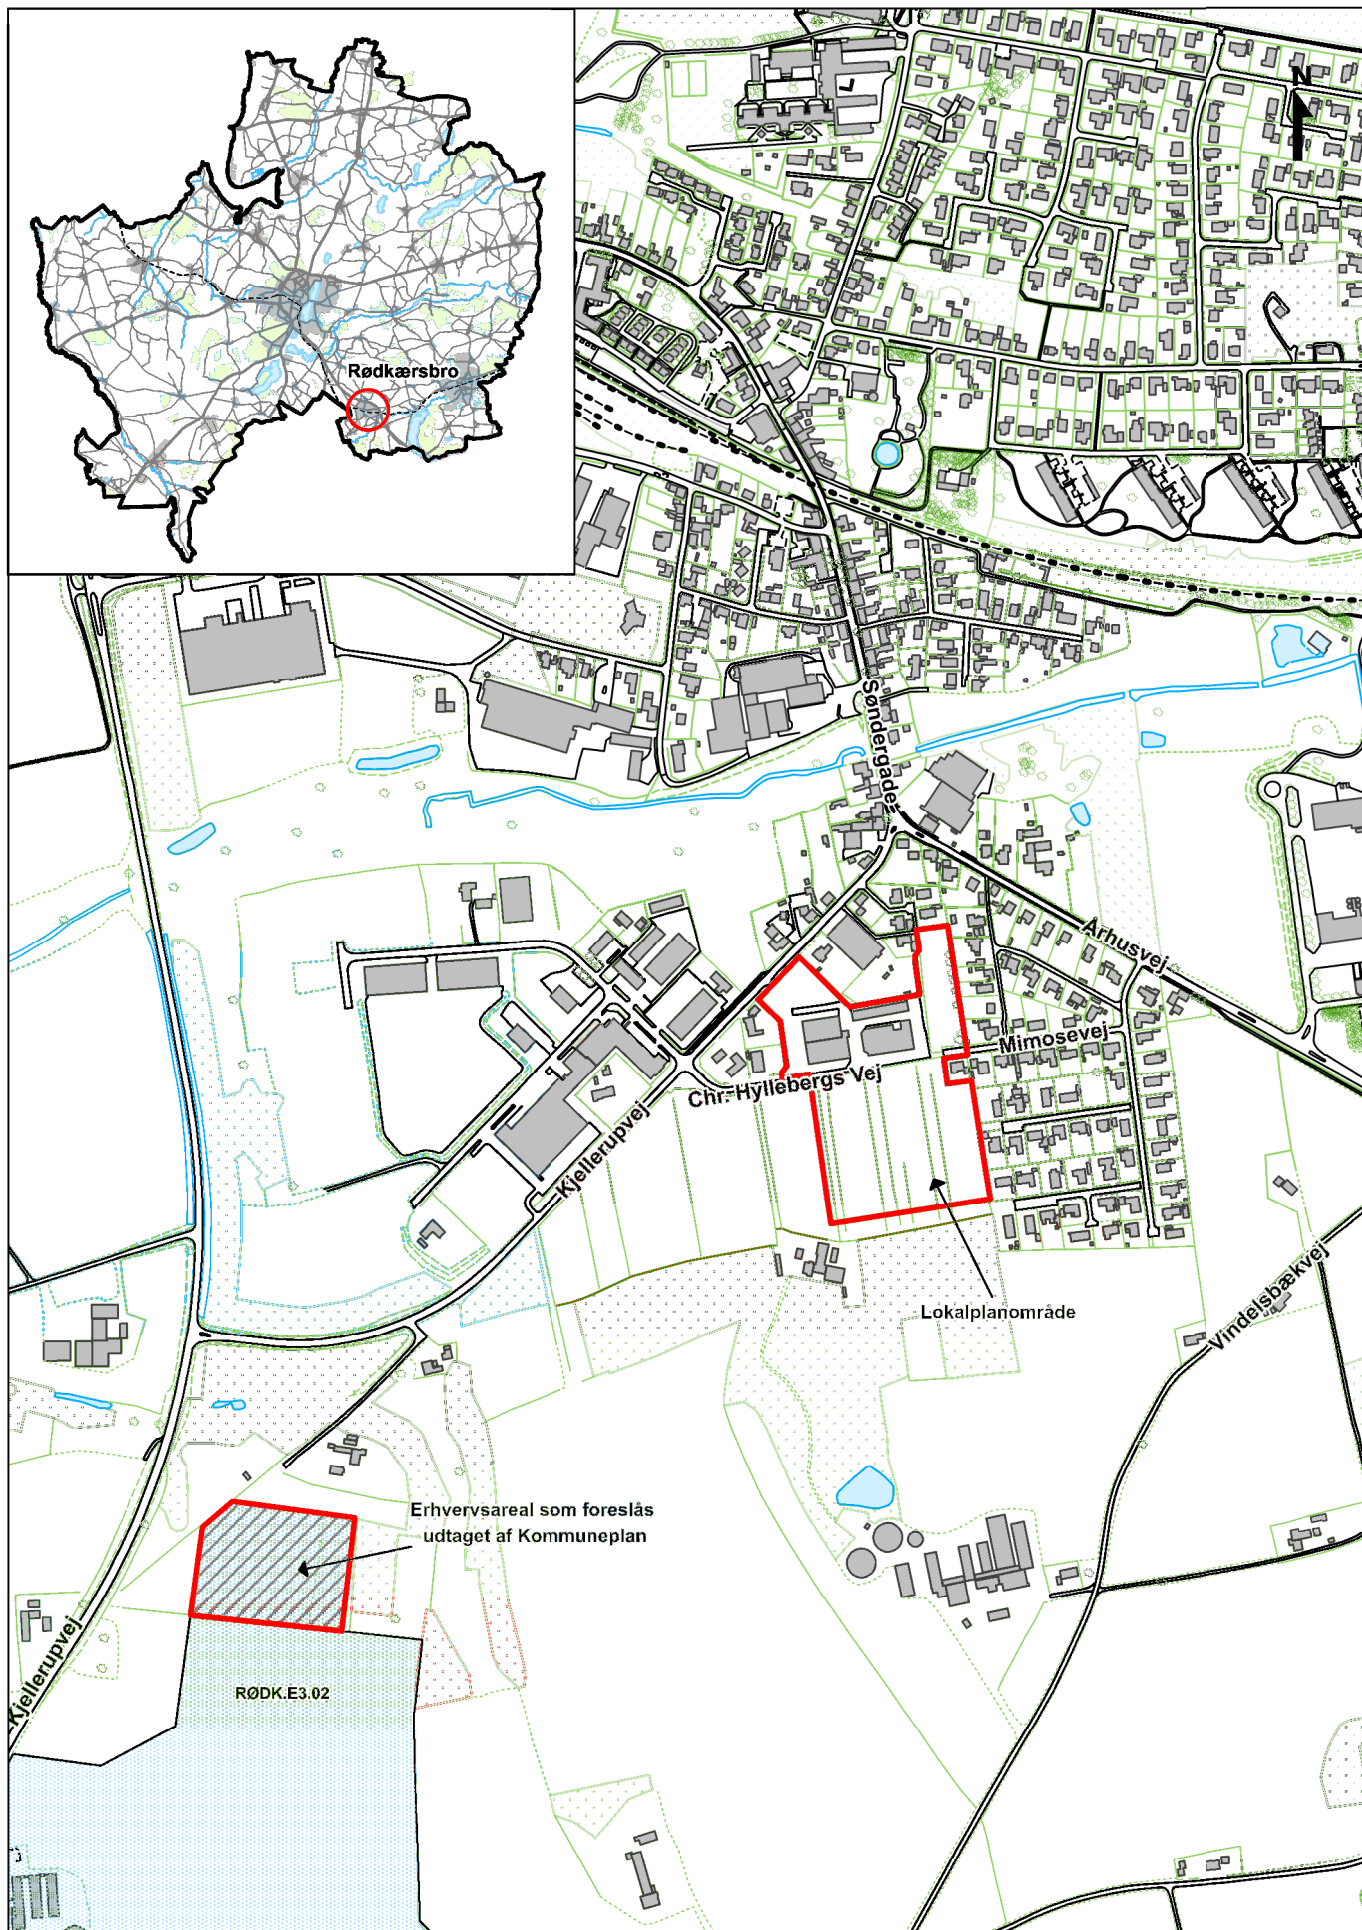 N
Rødkærsbro
Søndergade
Århusvej
Mimosevej
Chr. Hyllebergs Vej
Kjellerupvej
Lokalplanområde
Vindelsbækvej
Erhvervsareal som foreslås
udtaget af Kommuneplan
Kjellerupvej
RØDK.E3.02